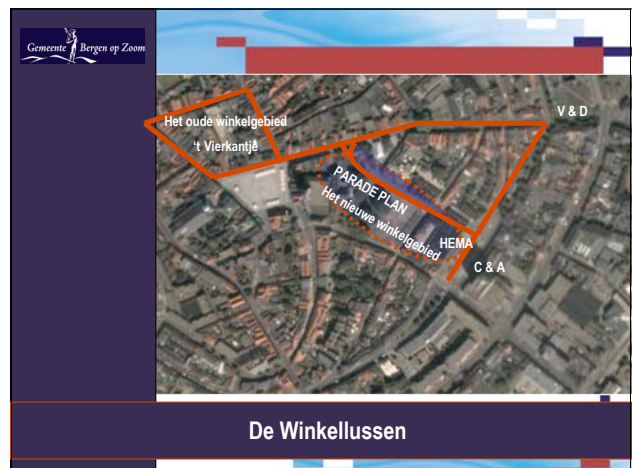 Gemeente Bergen op Zoom
V & D
Het oude winkelgebied
't Vierkantje
PARADE PLAN
Het nieuwe winkelgebied
HEMA
C & A
De Winkellussen